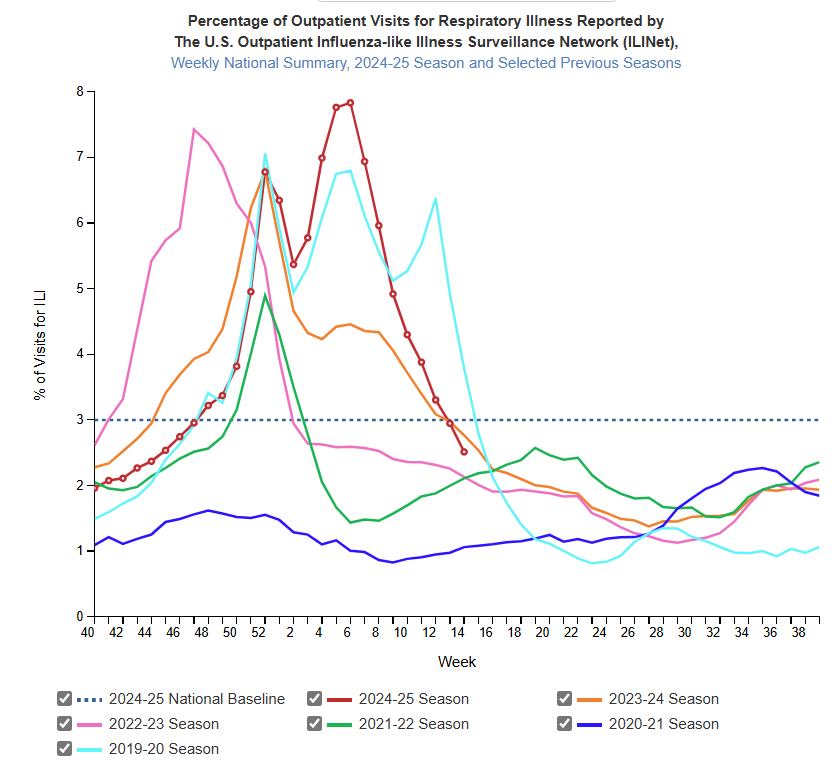 Percentage of Outpatient Visits for Respiratory Illness Reported by
The U.S. Outpatient Influenza-like Illness Surveillance Network (ILINet),
Weekly National Summary, 2024-25 Season and Selected Previous Seasons
8
7
6
5
4
3
2
1
0
% of Visits for ILI
40 42 44 46 48 50 52 2 4 6 8 10 12 14 16 18 20 22 24 26 28 30 32 34 36 38
Week
2024-25 National Baseline 2024-25 Season 2023-24 Season
2022-23 Season 2021-22 Season 2020-21 Season
2019-20 Season